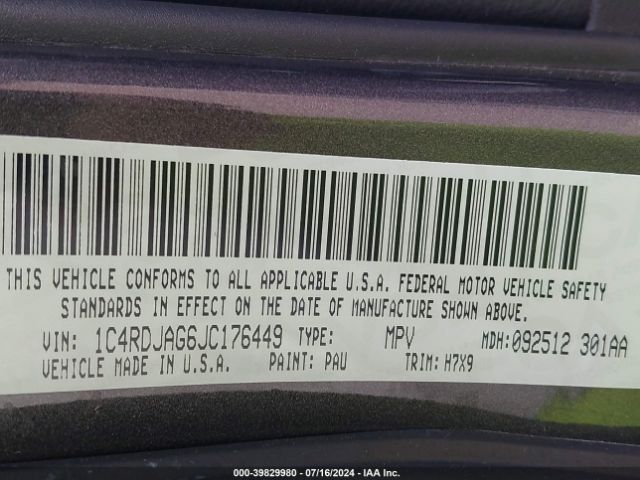 THIS VEHICLE CONFORMS TO ALL APPLICABLE U.S.A. FEDERAL MOTOR VEHICLE SAFETY
STANDARDS IN EFFECT ON THE DATE OF MANUFACTURE SHOWN ABOVE.
VIN: 1C4RDJAG6JC176449 TYPE: MPV MDH:092512 301AA
VEHICLE MADE IN U.S.A. PAINT: PAU TRIM: H7X9
000-39829980 - 07/16/2024 - IAA Inc.